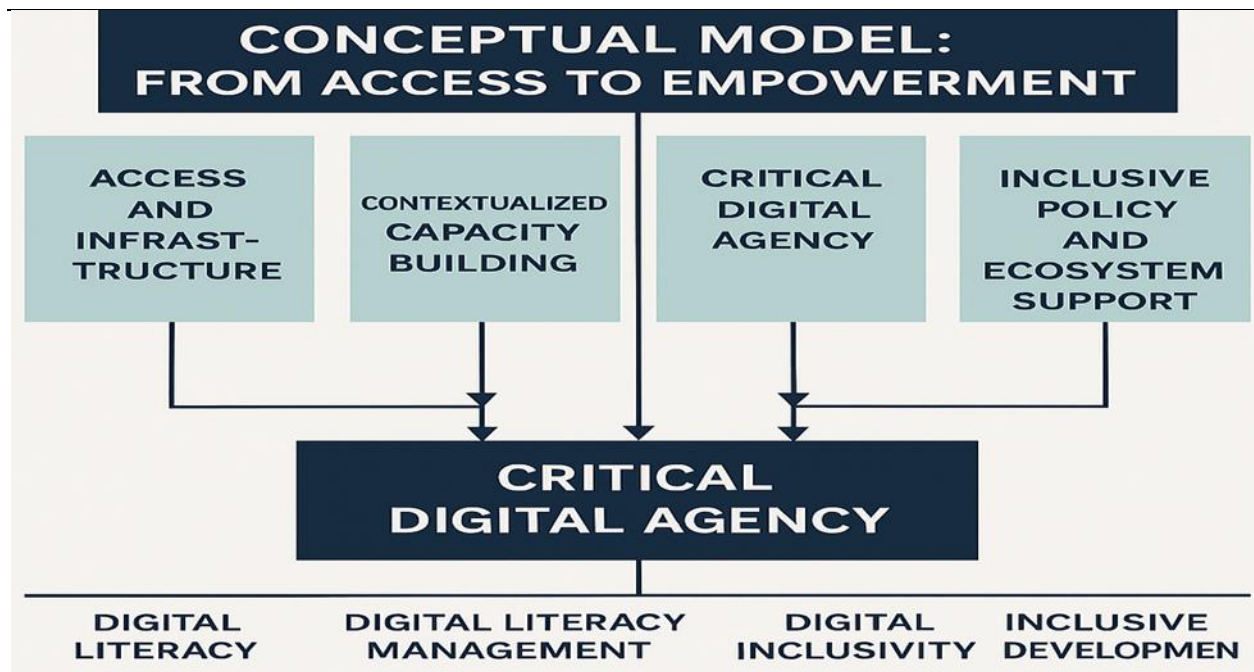 CONCEPTUAL MODEL:
FROM ACCESS TO EMPOWERMENT
ACCESS
AND
INFRAST-
TRUCTURE
CONTEXTUALIZED
CAPACITY
BUILDING
CRITICAL
DIGITAL
AGENCY
INCLUSIVE
POLICY
AND
ECOSYSTEM
SUPPORT
CRITICAL
DIGITAL AGENCY
DIGITAL
LITERACY
DIGITAL LITERACY
MANAGEMENT
DIGITAL
INCLUSIVITY
INCLUSIVE
DEVELOPMEN